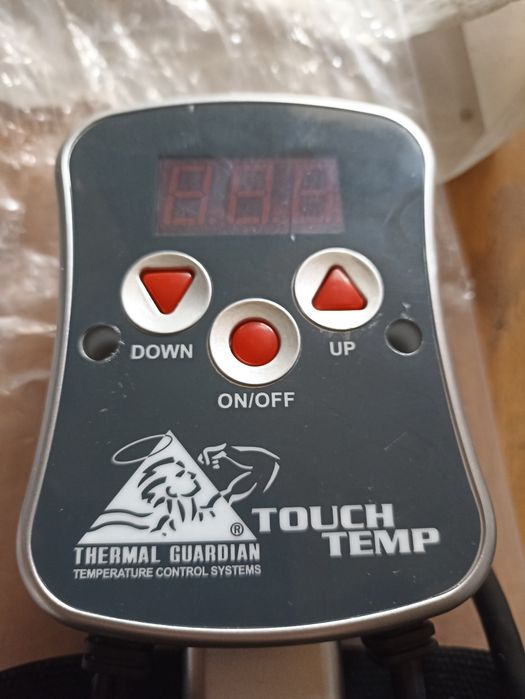 DOWN
UP
ON/OFF
®
TOUCH
TEMP
THERMAL GUARDIAN
TEMPERATURE CONTROL SYSTEMS